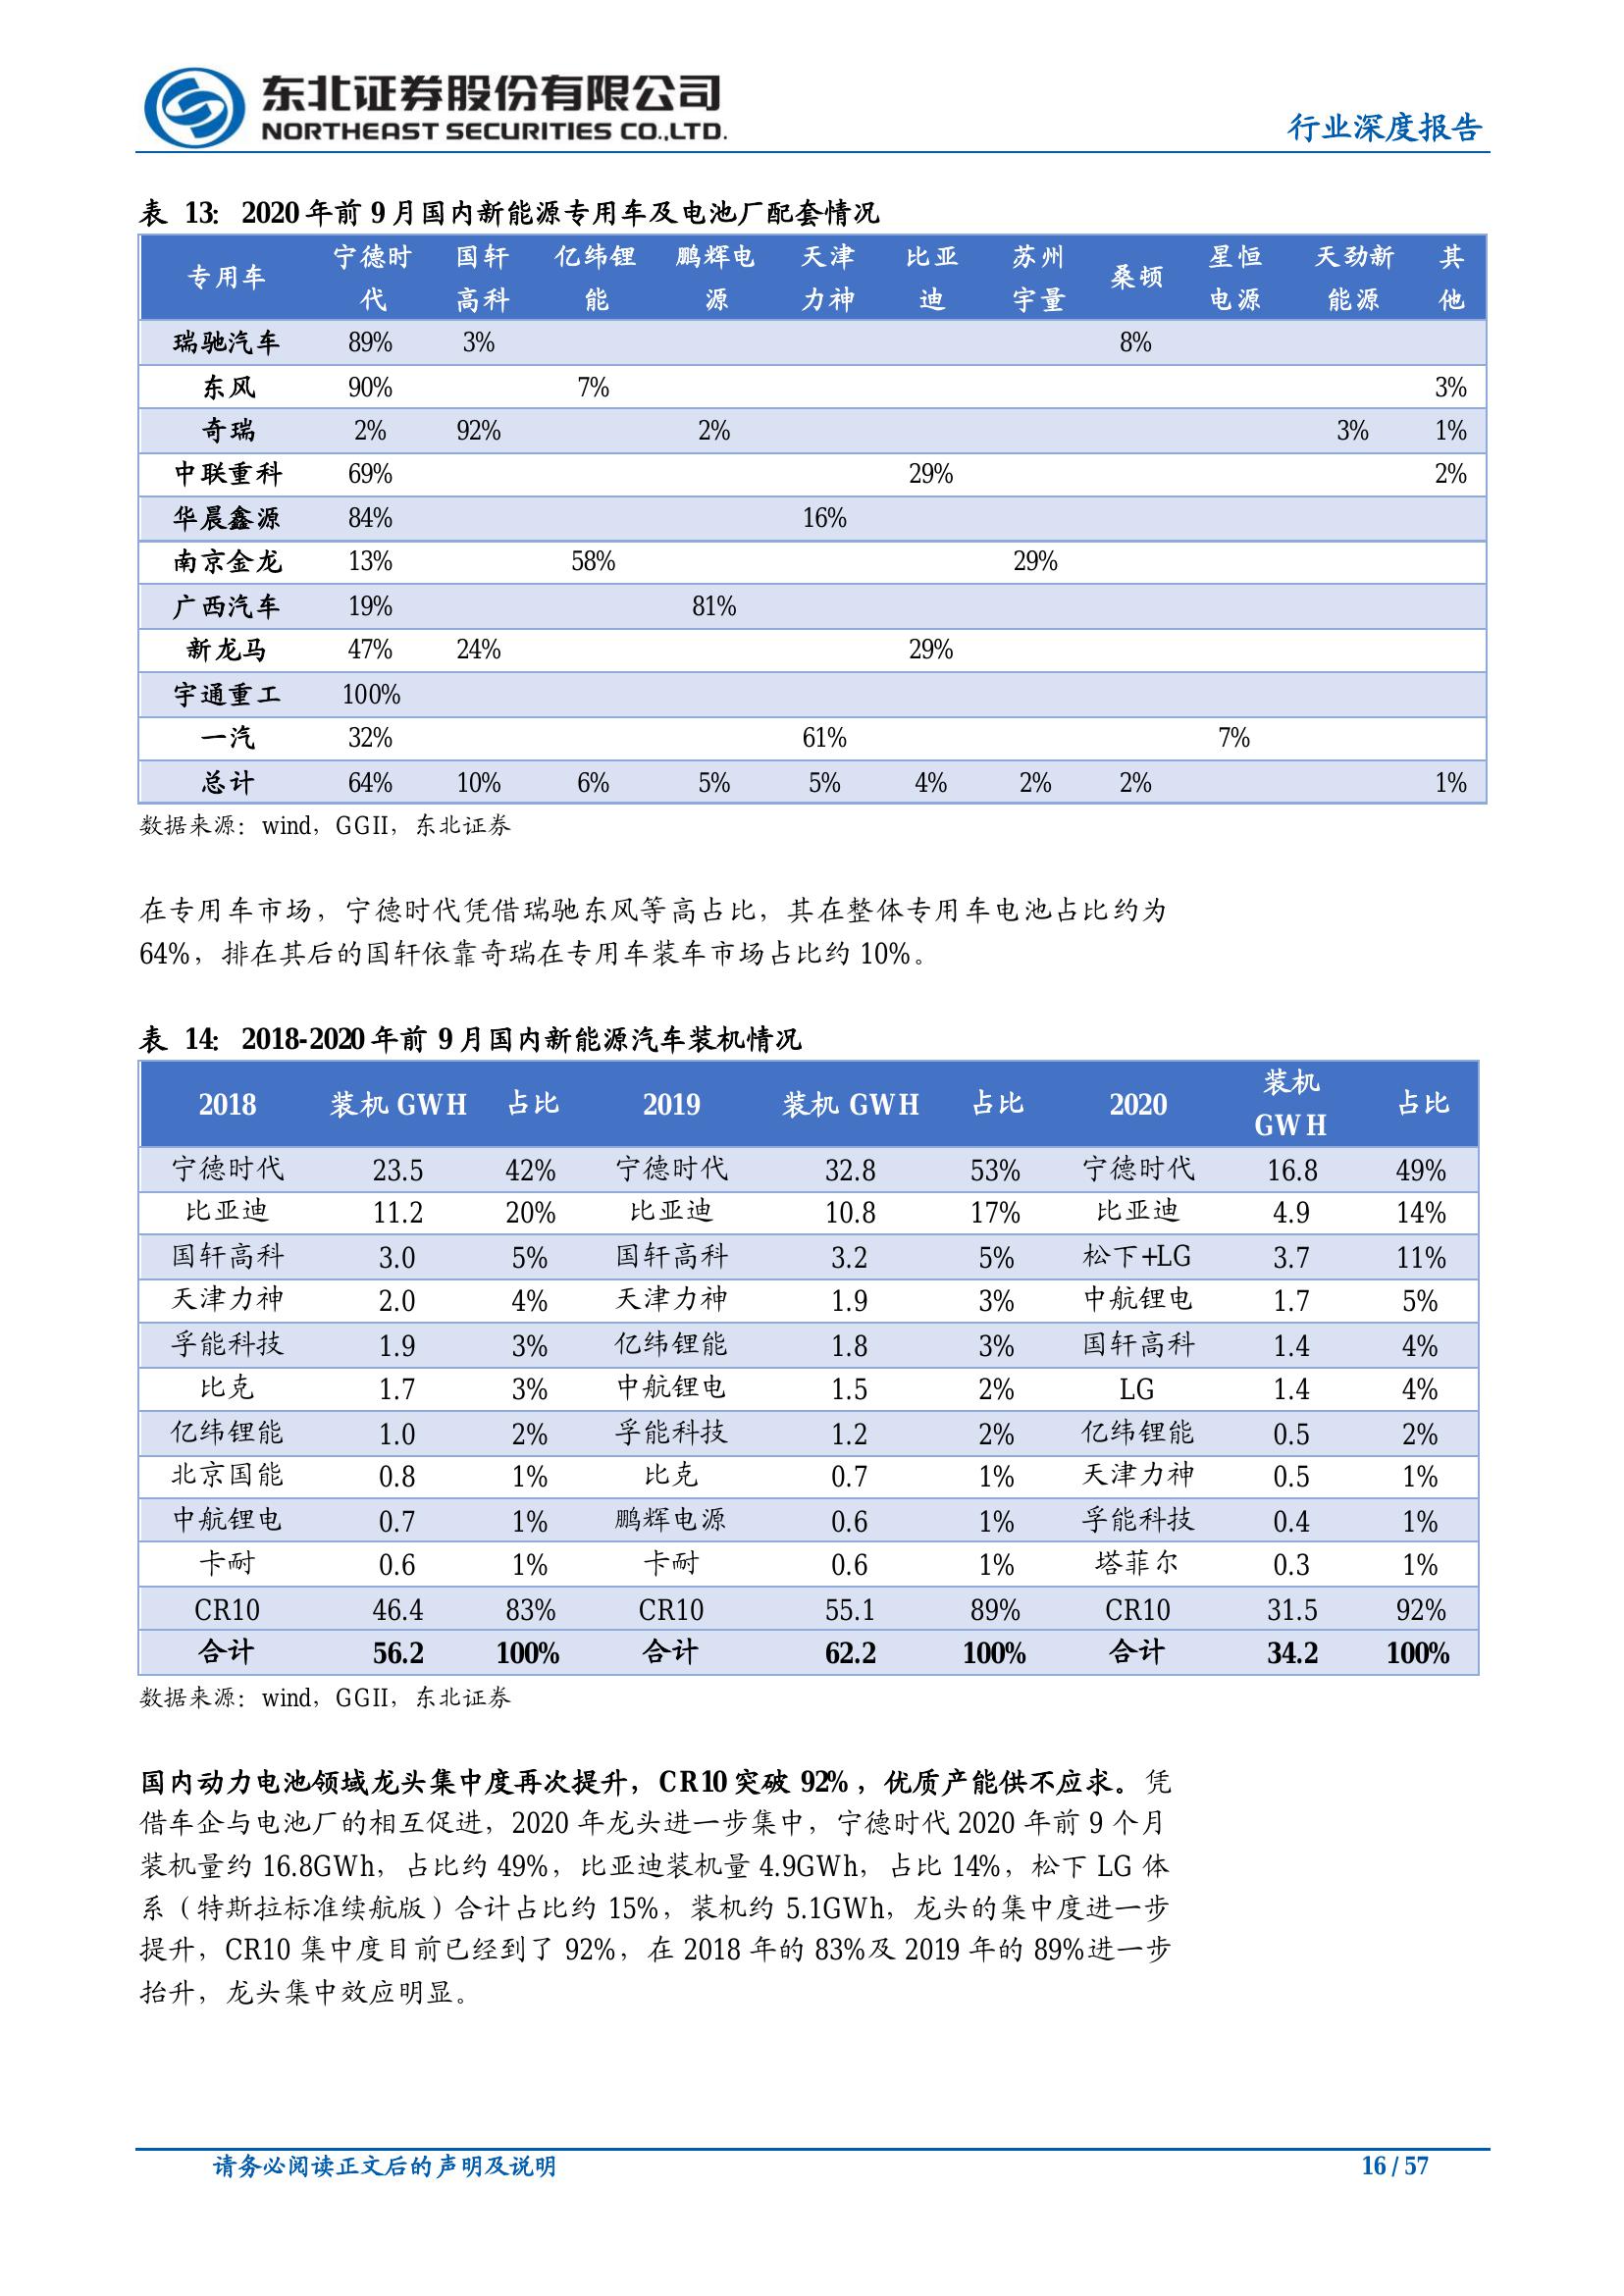 东北证券股份有限公司
NORTHEAST SECURITIES CO.,LTD.
行业深度报告
表 13: 2020 年前 9 月国内新能源专用车及电池厂配套情况
专用车 宁德时代 国轩高科 亿纬锂能 鹏辉电源 天津力神 比亚迪 苏州宇量 桑顿 星恒电源 天劲新能源 其他
瑞驰汽车 89% 3% 8%
东风 90% 7% 3%
奇瑞 2% 92% 2% 3% 1%
中联重科 69% 29% 2%
华晨鑫源 84% 16%
南京金龙 13% 58% 29%
广西汽车 19% 81%
新龙马 47% 24% 29%
宇通重工 100%
一汽 32% 61% 7%
总计 64% 10% 6% 5% 5% 4% 2% 2% 1%
数据来源：wind，GGII，东北证券
在专用车市场，宁德时代凭借瑞驰东风等高占比，其在整体专用车电池占比约为
64%，排在其后的国轩依靠奇瑞在专用车装车市场占比约 10%。
表 14: 2018-2020 年前 9 月国内新能源汽车装机情况
2018 装机 GWH 占比 2019 装机 GWH 占比 2020 装机 GWH 占比
宁德时代 23.5 42% 宁德时代 32.8 53% 宁德时代 16.8 49%
比亚迪 11.2 20% 比亚迪 10.8 17% 比亚迪 4.9 14%
国轩高科 3.0 5% 国轩高科 3.2 5% 松下+LG 3.7 11%
天津力神 2.0 4% 天津力神 1.9 3% 中航锂电 1.7 5%
孚能科技 1.9 3% 亿纬锂能 1.8 3% 国轩高科 1.4 4%
比克 1.7 3% 中航锂电 1.5 2% LG 1.4 4%
亿纬锂能 1.0 2% 孚能科技 1.2 2% 亿纬锂能 0.5 2%
北京国能 0.8 1% 比克 0.7 1% 天津力神 0.5 1%
中航锂电 0.7 1% 鹏辉电源 0.6 1% 孚能科技 0.4 1%
卡耐 0.6 1% 卡耐 0.6 1% 塔菲尔 0.3 1%
CR10 46.4 83% CR10 55.1 89% CR10 31.5 92%
合计 56.2 100% 合计 62.2 100% 合计 34.2 100%
数据来源：wind，GGII，东北证券
国内动力电池领域龙头集中度再次提升，CR10 突破 92%，优质产能供不应求。凭
借车企与电池厂的相互促进，2020 年龙头进一步集中，宁德时代 2020 年前 9 个月
装机量约 16.8GWh，占比约 49%，比亚迪装机量 4.9GWh，占比 14%，松下 LG 体
系（特斯拉标准续航版）合计占比约 15%，装机约 5.1GWh，龙头的集中度进一步
提升，CR10 集中度目前已经到了 92%，在 2018 年的 83%及 2019 年的 89%进一步
抬升，龙头集中效应明显。
请务必阅读正文后的声明及说明
16 / 57